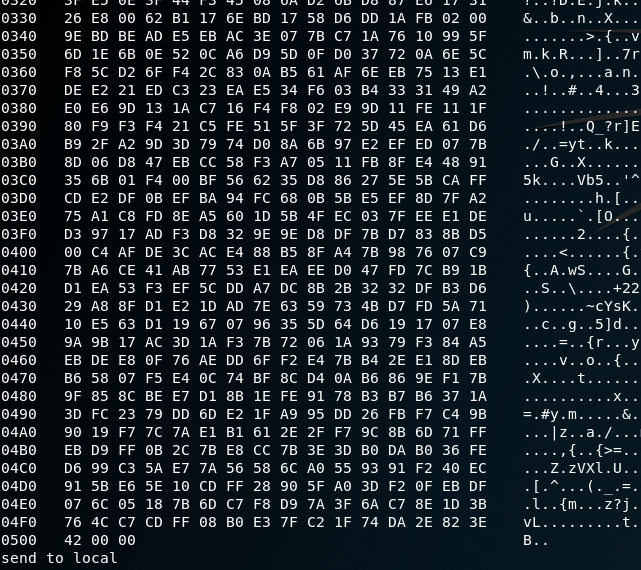 0330   26 E8 00 62 B1 17 6E BD 17 58 D6 DD 1A FB 02 00   &..b..n..X...
0340   9E BD BE AD E5 EB AC 3E 07 7B C7 1A 76 10 99 5F   .......>.{..v
0350   6D 1E 6B 0E 52 C0 A6 D9 5D 0F D0 37 72 0A 6E 5C   m.k.R...]..7r
0360   F8 5C D2 6F F4 2C 83 0A B5 61 AF 6E EB 75 13 E1   .\.o.,...a.n.
0370   DE E2 21 ED C3 23 EA E5 34 F6 03 B4 33 31 49 A2   ..!..#..4...3
0380   E0 E6 9D 13 1A C7 16 F4 F8 02 E9 9D 11 FE 11 1F   .............
0390   80 F9 F3 F4 21 C5 FE 51 5F 3F 72 5D 45 EA 61 D6   ....!..Q_?r]E
03A0   B9 2F A2 9D 3D 79 74 D0 8A 6B 97 E2 EF ED 07 7B   ./..=yt..k...
03B0   8D 06 D8 47 EB CC 58 F3 A7 05 11 FB 8F E4 48 91   ...G..X......
03C0   35 6B 01 F4 00 BF 56 62 35 D8 86 27 5E 5B CA FF   5k....Vb5..'^
03D0   CD E2 DF 0B EF BA 94 FC 68 0B 5B E5 EF 8D 7F A2   ........h.[..
03E0   75 A1 C8 FD 8E A5 60 1D 5B 4F EC 03 7F EE E1 DE   u.....`.[O...
03F0   D3 97 17 AD F3 D8 32 9E 9E D8 DF 7B D7 83 8B D5   ......2....{.
0400   00 C4 AF DE 3C AC E4 88 B5 8F A4 7B 98 76 07 C9   ....<......{.
0410   7B A6 CE 41 AB 77 53 E1 EA EE D0 47 FD 7C B9 1B   {..A.wS....G.
0420   D1 EA 53 F3 EF 5C DD A7 DC 8B 2B 32 32 DF B3 D6   ..S..\....+22
0430   29 A8 8F D1 E2 1D AD 7E 63 59 73 4B D7 FD 5A 71   )......~cYsK.
0440   10 E5 63 D1 19 67 07 96 35 5D 64 D6 19 17 07 E8   ..c..g..5]d..
0450   9A 9B 17 AC 3D 1A F3 7B 72 06 1A 93 79 F3 84 A5   ....=..{r...y
0460   EB DE E8 0F 76 AE DD 6F F2 E4 7B B4 2E E1 8D EB   ....v..o..{..
0470   B6 58 07 F5 E4 0C 74 BF 8C D4 0A B6 86 9E F1 7B   .X....t......
0480   9F 85 8C BE E7 D1 8B 1E FE 91 78 B3 B7 B6 37 1A   ..........x..
0490   3D FC 23 79 DD 6D E2 1F A9 95 DD 26 FB F7 C4 9B   =.#y.m.....&.
04A0   90 19 F7 7C 7A E1 B1 61 2E 2F F7 9C 8B 6D 71 FF   ...|z..a./...
04B0   EB D9 FF 0B 2C 7B E8 CC 7B 3E 3D B0 DA B0 36 FE   ....,{..{>=..
04C0   D6 99 C3 5A E7 7A 56 58 6C A0 55 93 91 F2 40 EC   ...Z.zVXl.U..
04D0   91 5B BE 6E 5E 10 CD FF 28 90 5F A0 3D F2 0F EB DF   .[.^...(._.=.
04E0   07 6C 05 18 7B 6D C7 F8 D9 7A 3F 6A C7 8E 1D 3B   .l..{m...z?j.
04F0   76 4C C7 CD FF 08 B0 E3 7F C2 1F 74 DA 2E 82 3E   vL.........t.
0500   42 00 00   B..
send to local